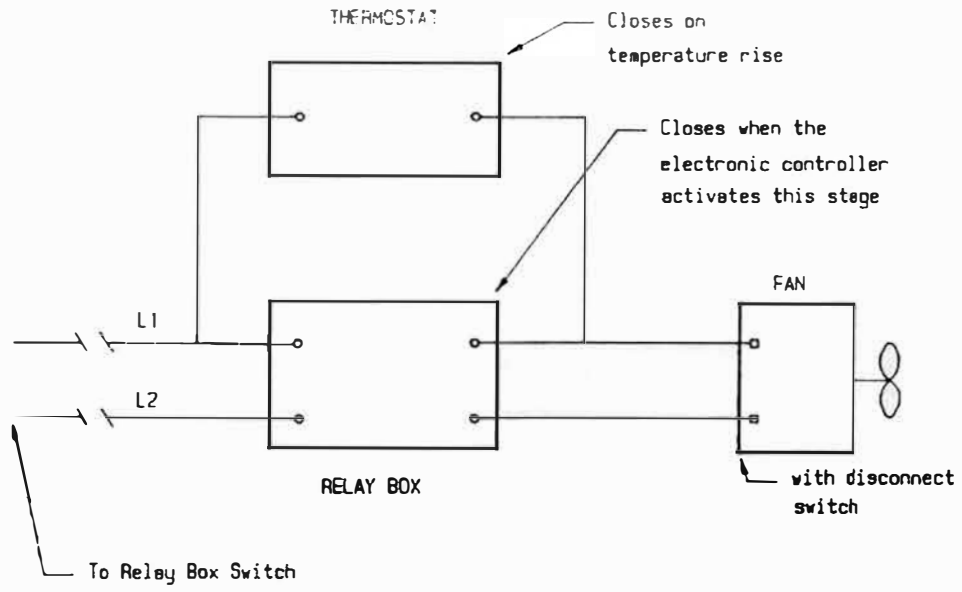 THERMOSTAT
Closes on
temperature rise
Closes when the
electronic controller
activates this stage
FAN
L1
L2
RELAY BOX
with disconnect
switch
To Relay Box Switch